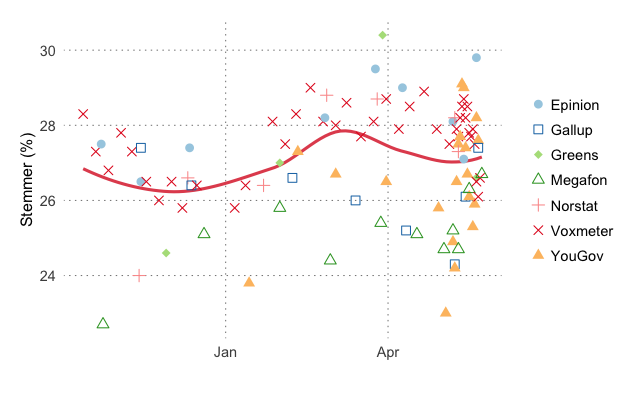 30
28
26
24
Stemmer (%)
Jan
Apr
Epinion
Gallup
Greens
Megafon
Norstat
Voxmeter
YouGov